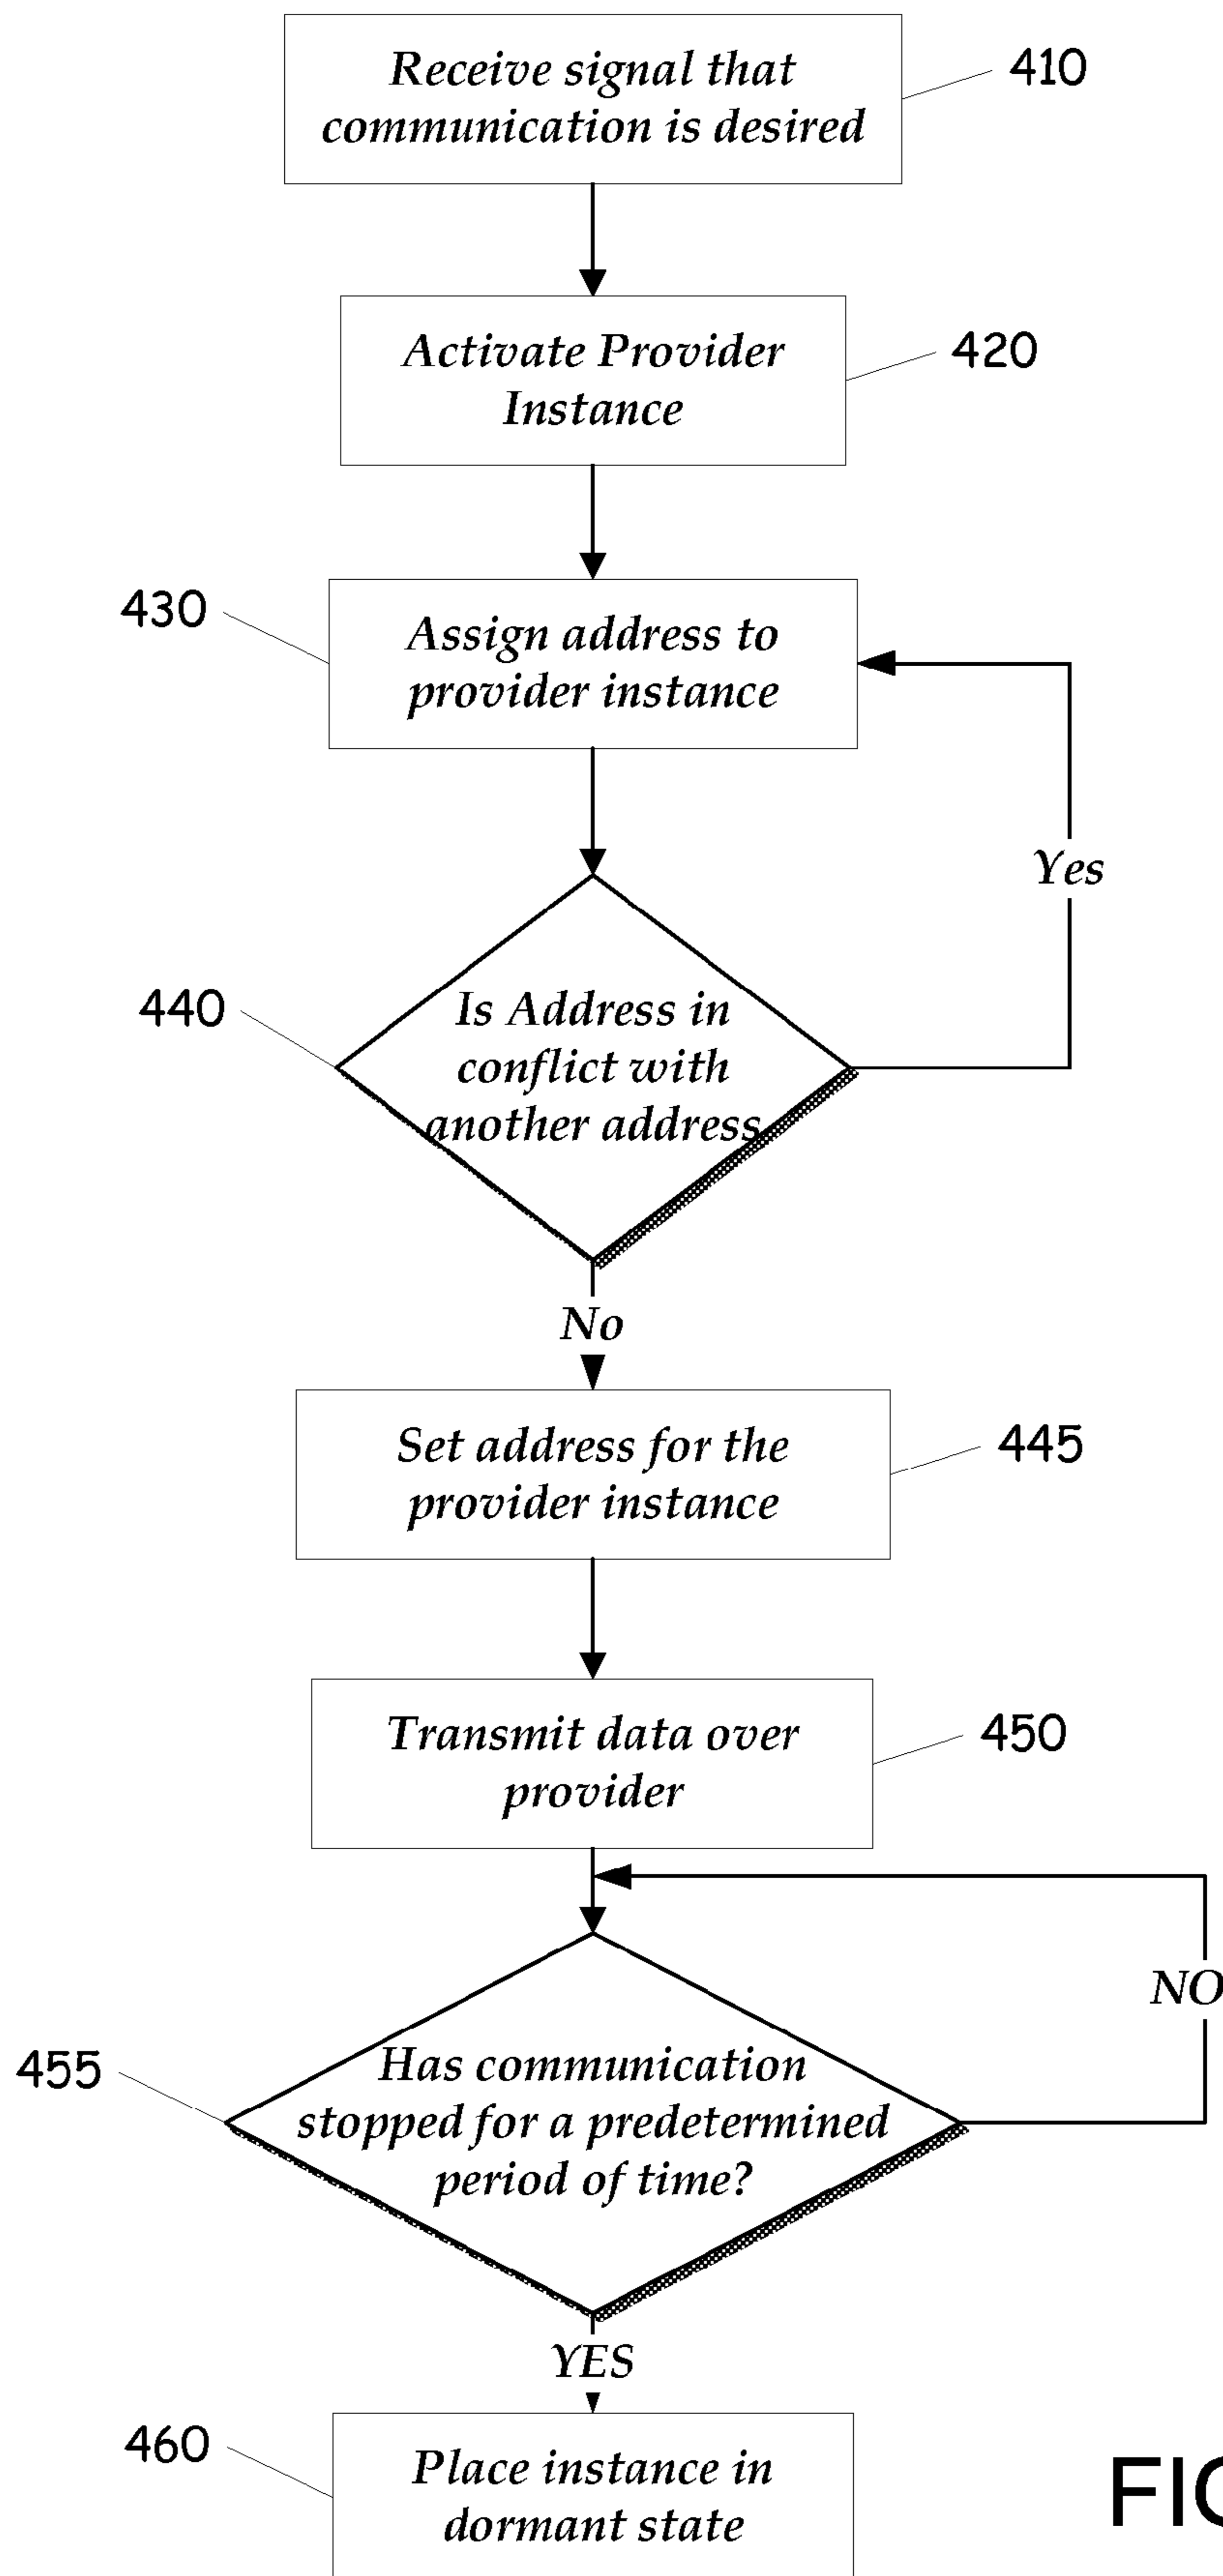 Receive signal that
communication is desired
410
Activate Provider
Instance
420
430
Assign address to
provider instance
Yes
440
Is Address in
conflict with
another address
No
Set address for the
provider instance
445
Transmit data over
provider
450
NO
455
Has communication
stopped for a predetermined
period of time?
YES
460
Place instance in
dormant state